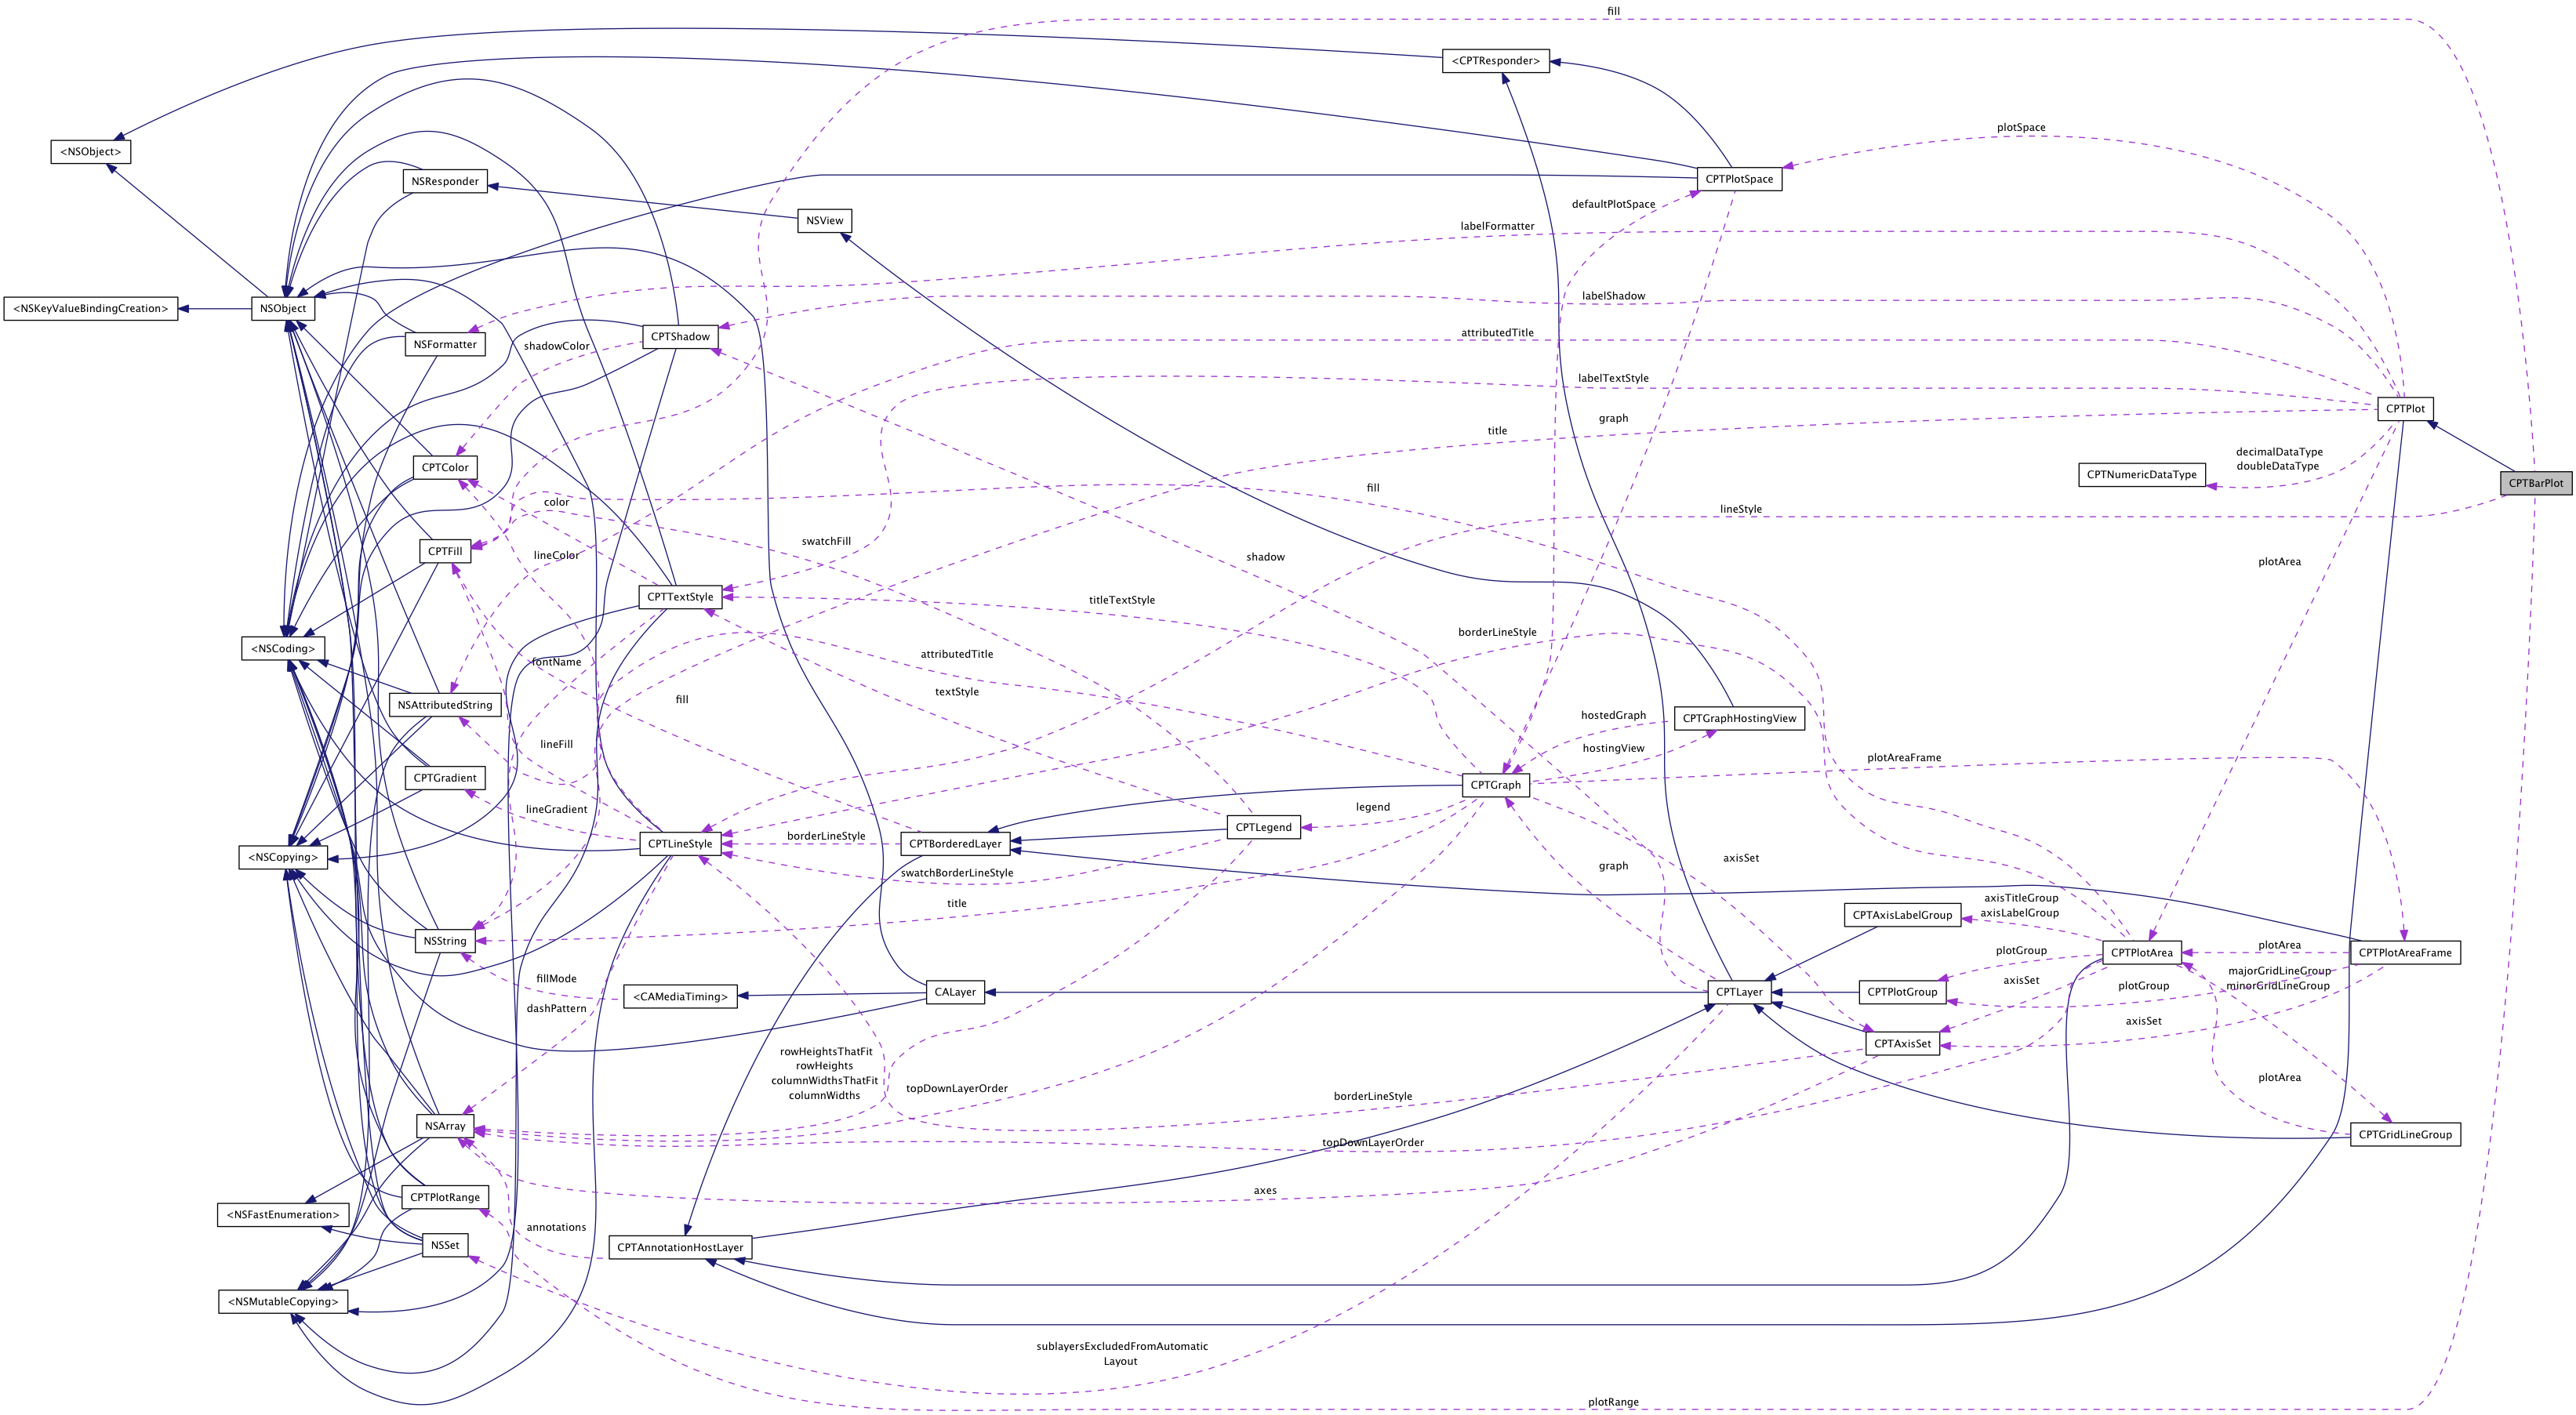 fill
<CPTResponder>
plotSpace
<NSObject>
NSResponder
CPTPlotSpace
defaultPlotSpace
NSView
labelFormatter
labelShadow
<NSKeyValueBindingCreation>
NSObject
attributedTitle
CPTShadow
NSFormatter
shadowColor
labelTextStyle
CPTPlot
graph
title
decimalDataType
doubleDataType
CPTColor
CPTNumericDataType
CPTBarPlot
fill
color
lineStyle
swatchFill
CPTFill
lineColor
shadow
plotArea
CPTTextStyle
titleTextStyle
borderLineStyle
<NSCoding>
attributedTitle
fontName
textStyle
fill
NSAttributedString
hostedGraph
CPTGraphHostingView
lineFill
hostingView
plotAreaFrame
CPTGradient
CPTGraph
lineGradient
legend
CPTLegend
borderLineStyle
CPTLineStyle
CPTBorderedLayer
<NSCopying>
axisSet
graph
swatchBorderLineStyle
title
axisTitleGroup
axisLabelGroup
CPTAxisLabelGroup
NSString
plotArea
plotGroup
CPTPlotArea
CPTPlotAreaFrame
majorGridLineGroup
minorGridLineGroup
fillMode
axisSet
plotGroup
<CAMediaTiming>
CALayer
CPTLayer
CPTPlotGroup
dashPattern
axisSet
CPTAxisSet
rowHeightsThatFit
rowHeights
columnWidthsThatFit
columnWidths
topDownLayerOrder
plotArea
borderLineStyle
NSArray
CPTGridLineGroup
topDownLayerOrder
axes
CPTPlotRange
<NSFastEnumeration>
annotations
NSSet
CPTAnnotationHostLayer
<NSMutableCopying>
sublayersExcludedFromAutomatic
Layout
plotRange